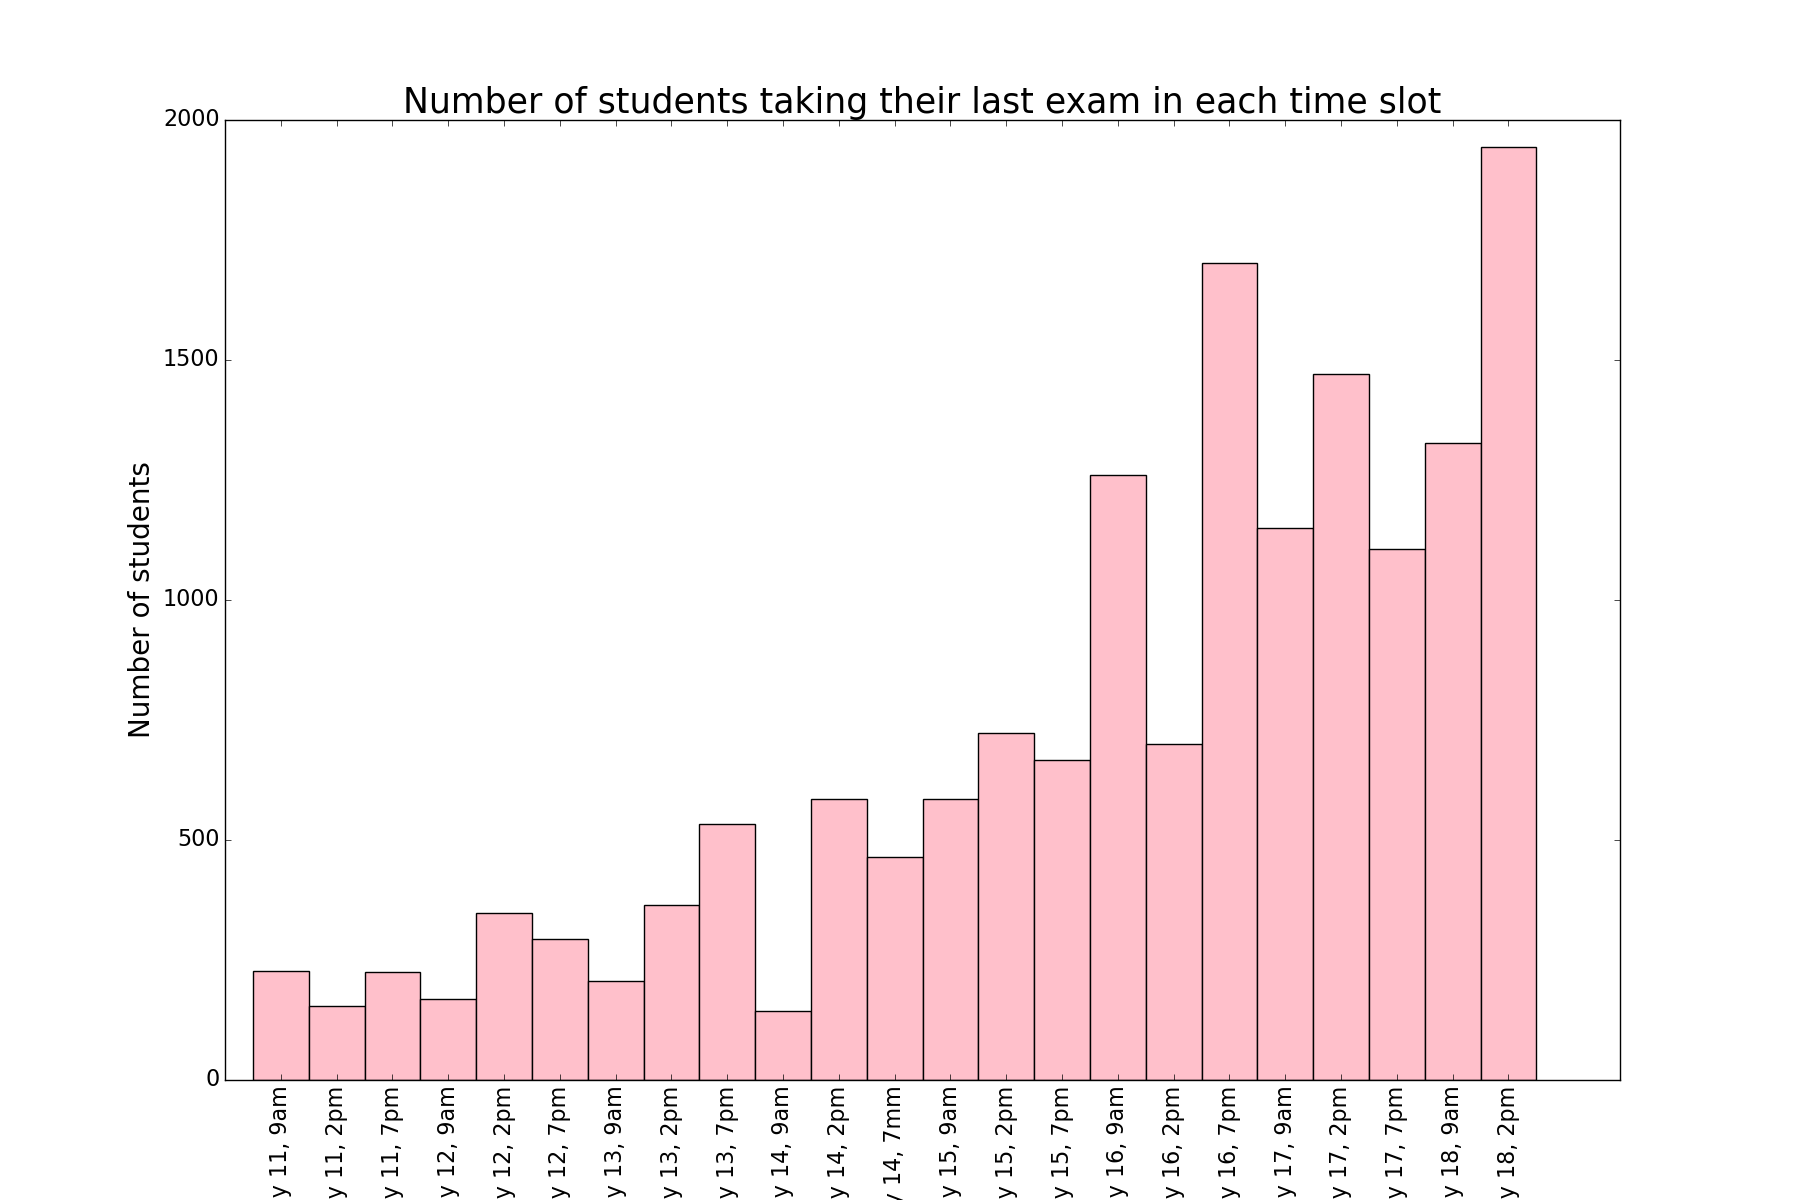 Number of students taking their last exam in each time slot
Number of students
2000
1500
1000
500
0
y 11, 9am
y 11, 2pm
y 11, 7pm
y 12, 9am
y 12, 2pm
y 12, 7pm
y 13, 9am
y 13, 2pm
y 13, 7pm
y 14, 9am
y 14, 2pm
y 14, 7mm
y 15, 9am
y 15, 2pm
y 15, 7pm
y 16, 9am
y 16, 2pm
y 16, 7pm
y 17, 9am
y 17, 2pm
y 17, 7pm
y 18, 9am
y 18, 2pm